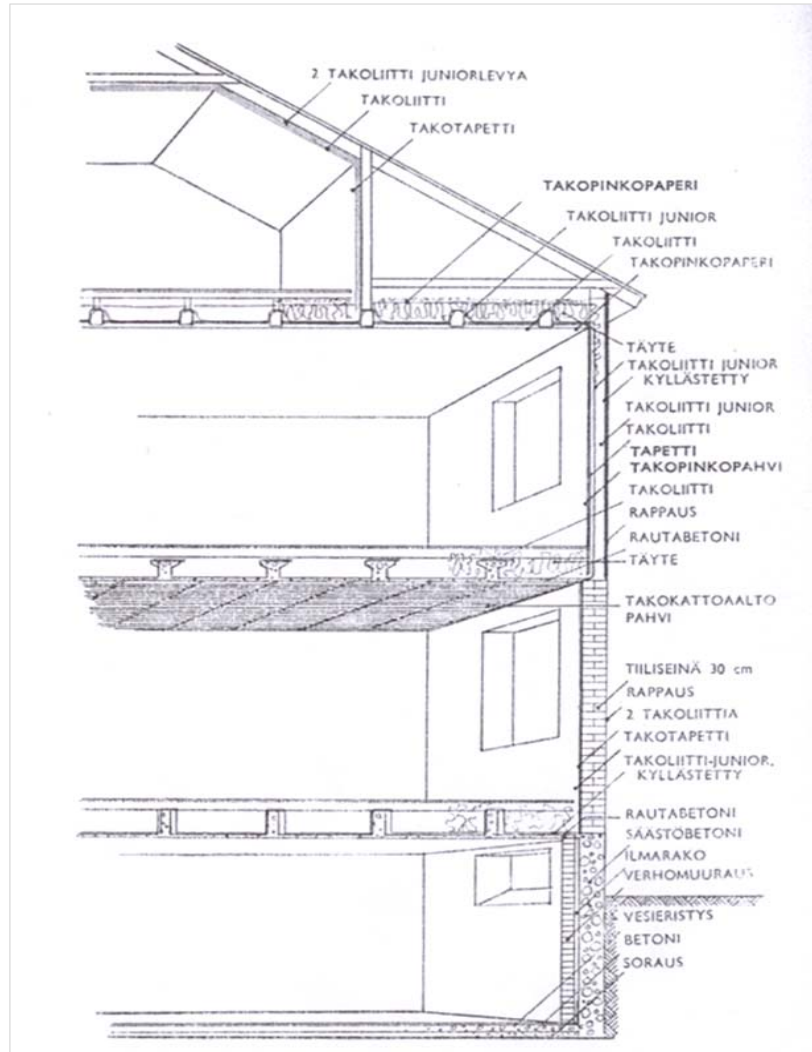 2 TAKOLIITTI JUNIORLEVYA
TAKOLIITTI
TAKOTAPETTI
TAKOPINKOPAPERI
TAKOLIITTI JUNIOR
TAKOLIITTI
TAKOPINKOPAPERI
TÄYTE
TAKOLIITTI JUNIOR
KYLLÄSTETTY
TAKOLIITTI JUNIOR
TAKOLIITTI
TAPETTI
TAKOPINKOPAHVI
TAKOLIITTI
RAPPAUS
RAUTABETONI
TÄYTE
TAKOKATTOAALTO
PAHVI
TIILISEINÄ 30 cm
RAPPAUS
2 TAKOLIITTIA
TAKOTAPETTI
TAKOLIITTI-JUNIOR,
KYLLÄSTETTY
RAUTABETONI
SÄÄSTÖBETONI
ILMARAKO
VERHOMUURAUS
VESIERISTYS
BETONI
SORAUS